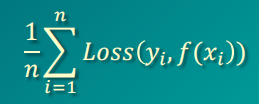 1/n ∑_{i=1}^{n} Loss(y_i, f(x_i))